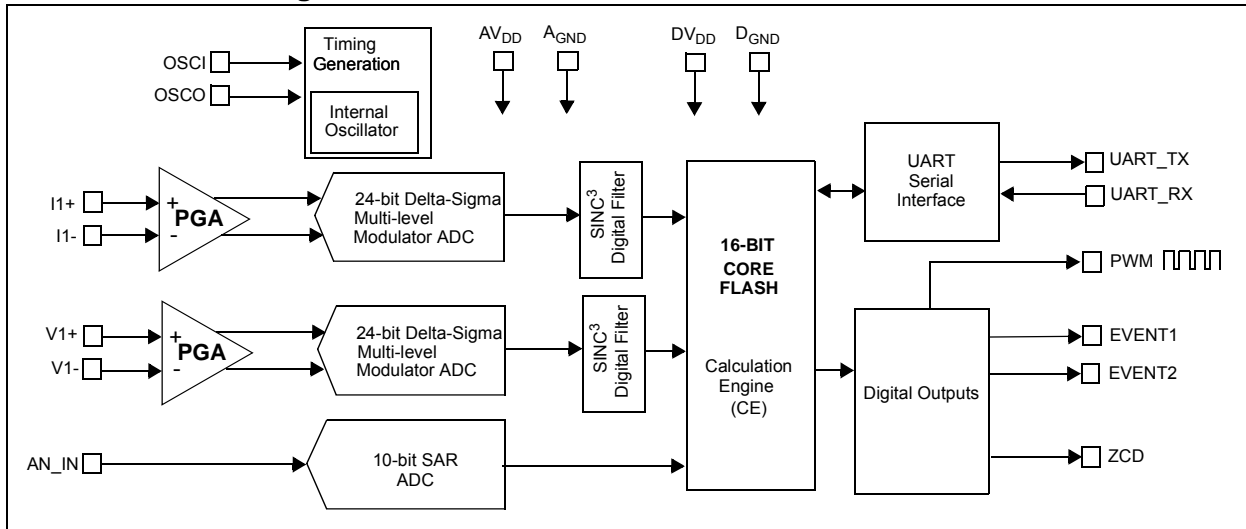 OSCI
OSCO
Timing
Generation
Internal
Oscillator
AVDD
AGND
DVDD
DGND
I1+
I1-
+
-
PGA
24-bit Delta-Sigma
Multi-level
Modulator ADC
SINC3
Digital Filter
V1+
V1-
+
-
PGA
24-bit Delta-Sigma
Multi-level
Modulator ADC
SINC3
Digital Filter
AN_IN
10-bit SAR
ADC
16-BIT
CORE
FLASH
Calculation
Engine
(CE)
UART
Serial
Interface
UART_TX
UART_RX
Digital Outputs
PWM
EVENT1
EVENT2
ZCD